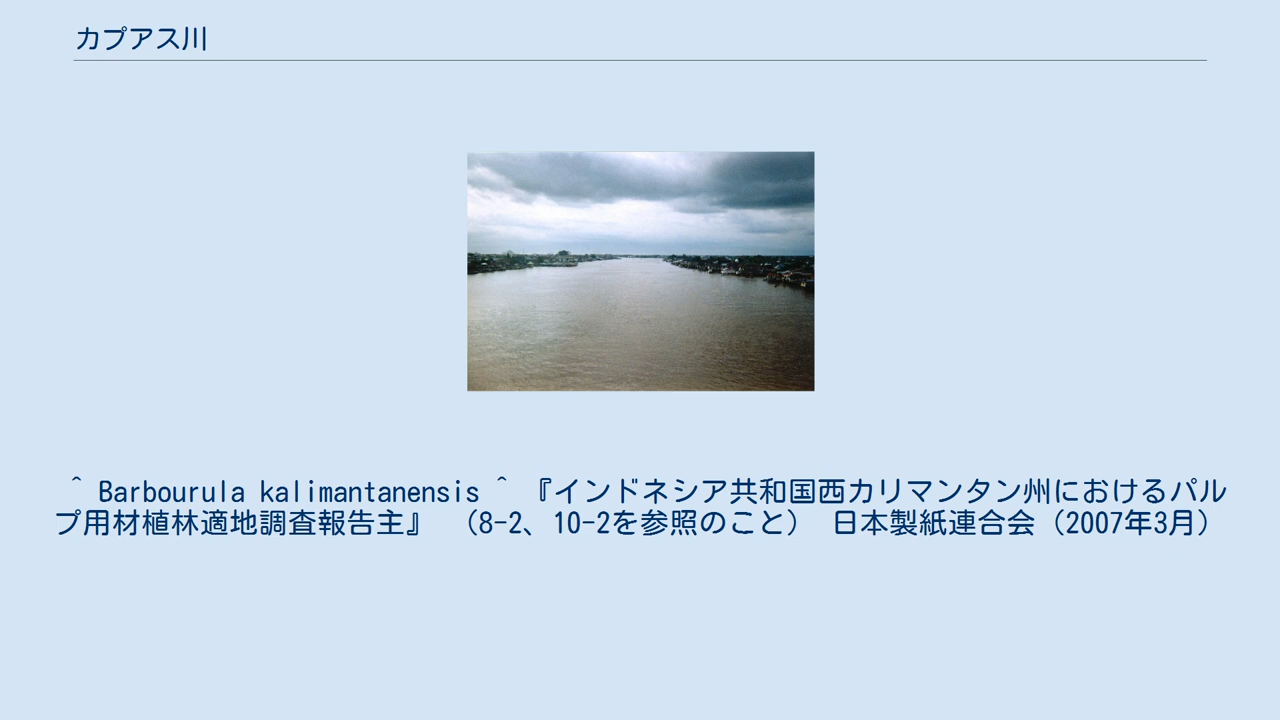 カプアス川
^ Barbourula kalimantanensis ^ 『インドネシア共和国西カリマンタン州におけるパル
プ用材植林適地調査報告主』 （8-2、10-2を参照のこと） 日本製紙連合会（2007年3月）